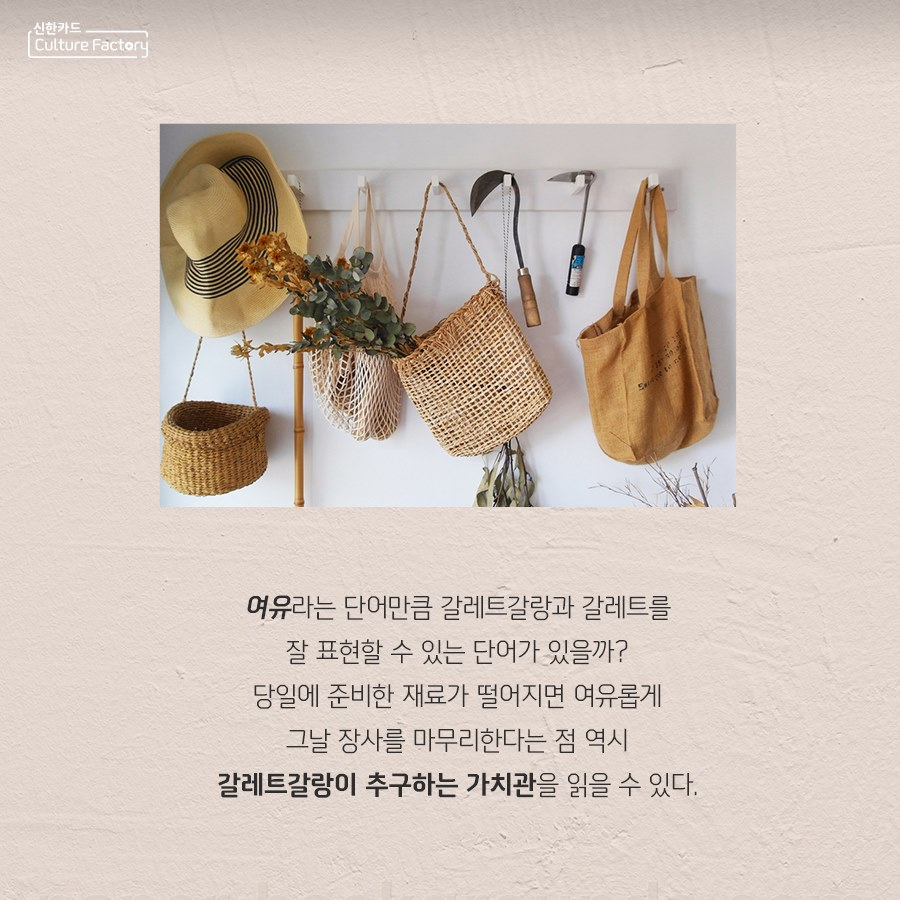 신한카드
Culture Factory
여유라는 단어만큼 갈레트갈랑과 갈레트를
잘 표현할 수 있는 단어가 있을까?
당일에 준비한 재료가 떨어지면 여유롭게
그날 장사를 마무리한다는 점 역시
갈레트갈랑이 추구하는 가치관을 읽을 수 있다.